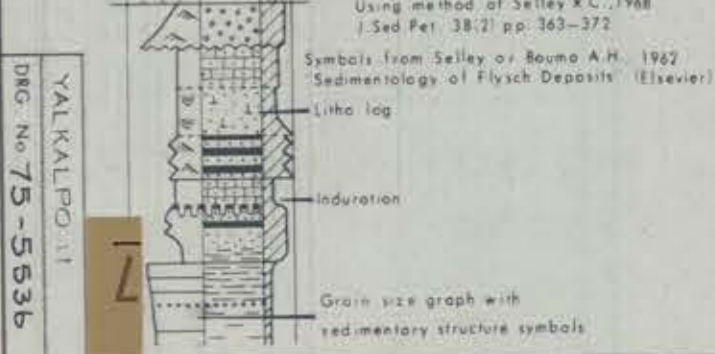 Using method of Selley R.C., 1968
J.Sed Pet. 38(2) pp. 363–372
Symbols from Selley or Bouma A.H. 1962
"Sedimentology of Flysch Deposits" (Elsevier)
Litho log
Induration
Grain size graph with
sedimentary structure symbols
YALKALPO
DRG No 75-5536